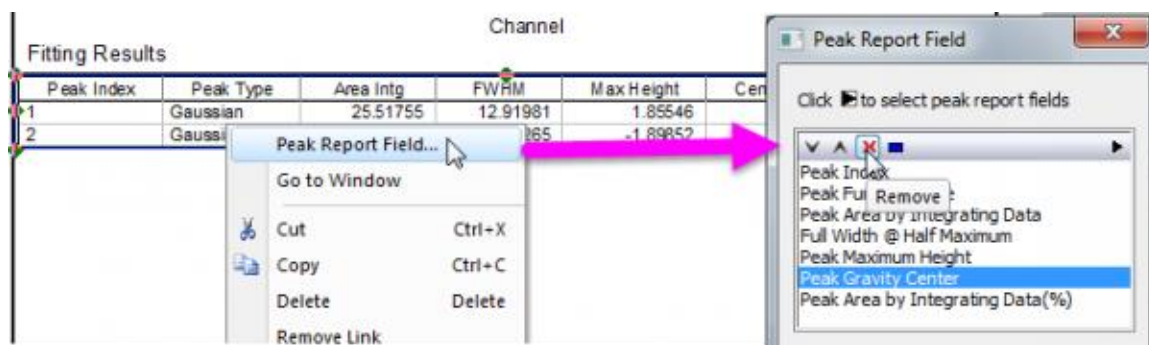 Channel
Fitting Results
Peak Index Peak Type Area Intg FWHM Max Height Cen
1 Gaussian 25.51755 12.91981 1.85546
2 Gaussi 265 -1.89852
Peak Report Field...
Go to Window
Cut Ctrl+X
Copy Ctrl+C
Delete Delete
Remove Link
Peak Report Field
Click to select peak report fields
Peak Index
Peak Fu
Remove
Peak Area by Integrating Data
Full Width @ Half Maximum
Peak Maximum Height
Peak Gravity Center
Peak Area by Integrating Data(%)